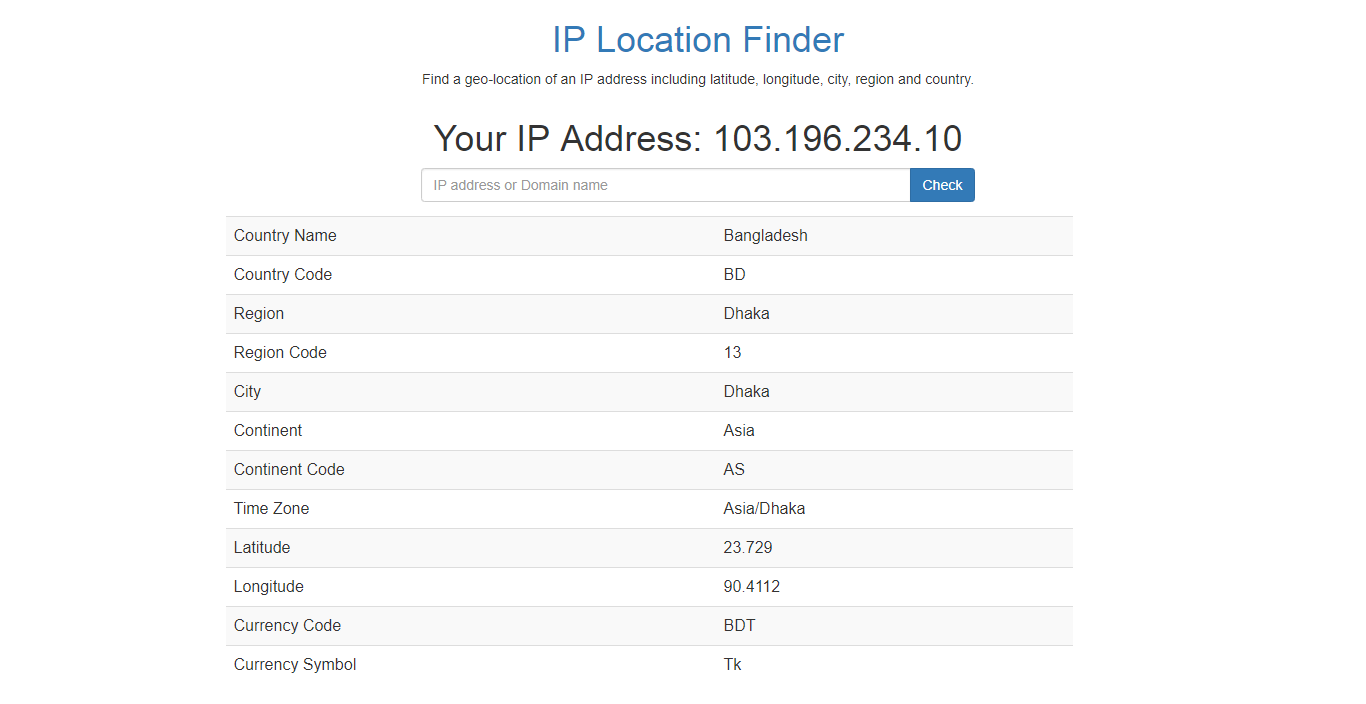 IP Location Finder
Find a geo-location of an IP address including latitude, longitude, city, region and country.
Your IP Address: 103.196.234.10
IP address or Domain name Check
Country Name Bangladesh
Country Code BD
Region Dhaka
Region Code 13
City Dhaka
Continent Asia
Continent Code AS
Time Zone Asia/Dhaka
Latitude 23.729
Longitude 90.4112
Currency Code BDT
Currency Symbol Tk